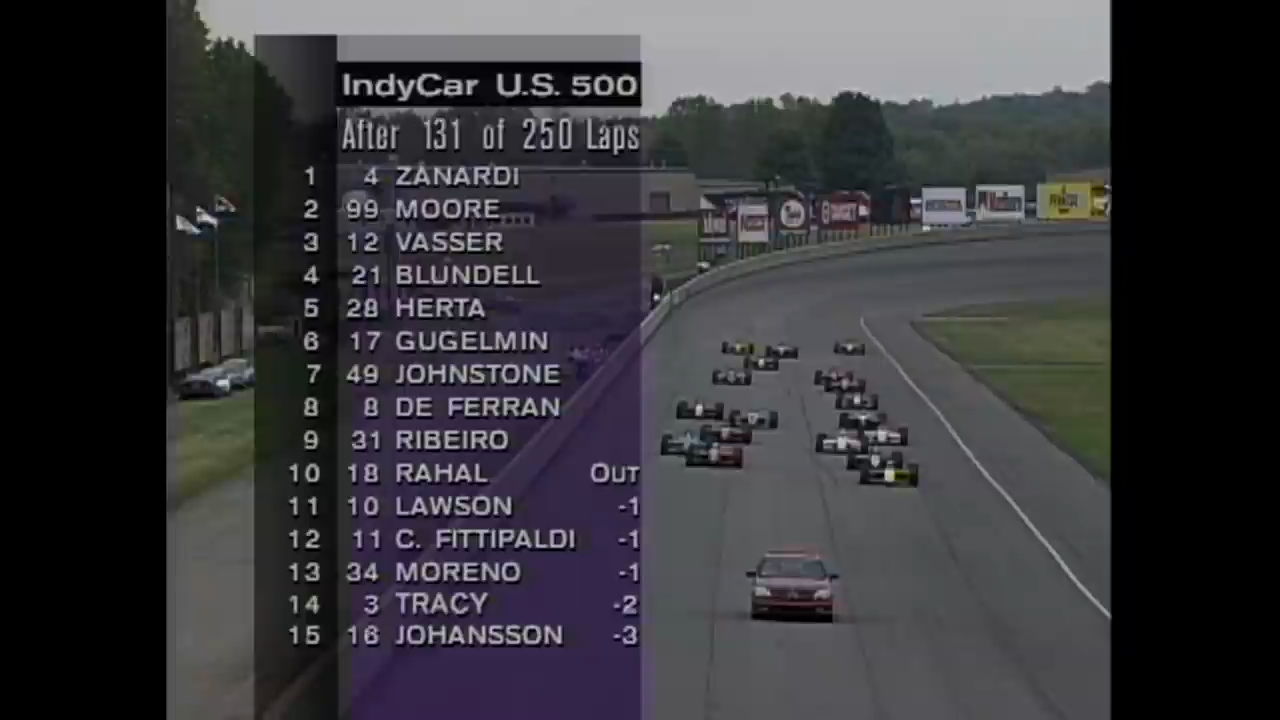 IndyCar U.S. 500
After 131 of 250 Laps
1 4 ZANARDI
2 99 MOORE
3 12 VASSER
4 21 BLUNDELL
5 28 HERTA
6 17 GUGELMIN
7 49 JOHNSTONE
8 8 DE FERRAN
9 31 RIBEIRO
10 18 RAHAL OUT
11 10 LAWSON -1
12 11 C. FITTIPALDI -1
13 34 MORENO -1
14 3 TRACY -2
15 16 JOHANSSON -3